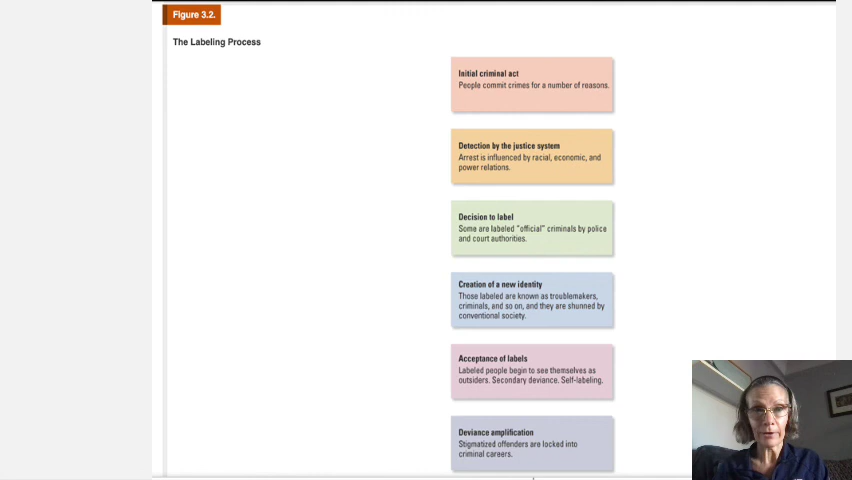 Figure 3.2.
The Labeling Process
Initial criminal act
People commit crimes for a number of reasons.
Detection by the justice system
Arrest is influenced by racial, economic, and
power relations.
Decision to label
Some are labeled "official" criminals by police
and court authorities.
Creation of a new identity
Those labeled are known as troublemakers,
criminals, and so on, and they are shunned by
conventional society.
Acceptance of labels
Labeled people begin to see themselves as
outsiders. Secondary deviance. Self-labeling.
Deviance amplification
Stigmatized offenders are locked into
criminal careers.